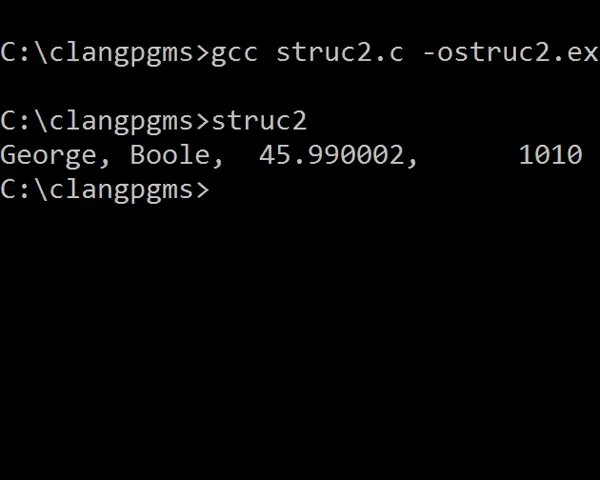 C:\clangpgms>gcc struc2.c -ostruc2.ex
C:\clangpgms>struc2
George, Boole,  45.990002,      1010
C:\clangpgms>